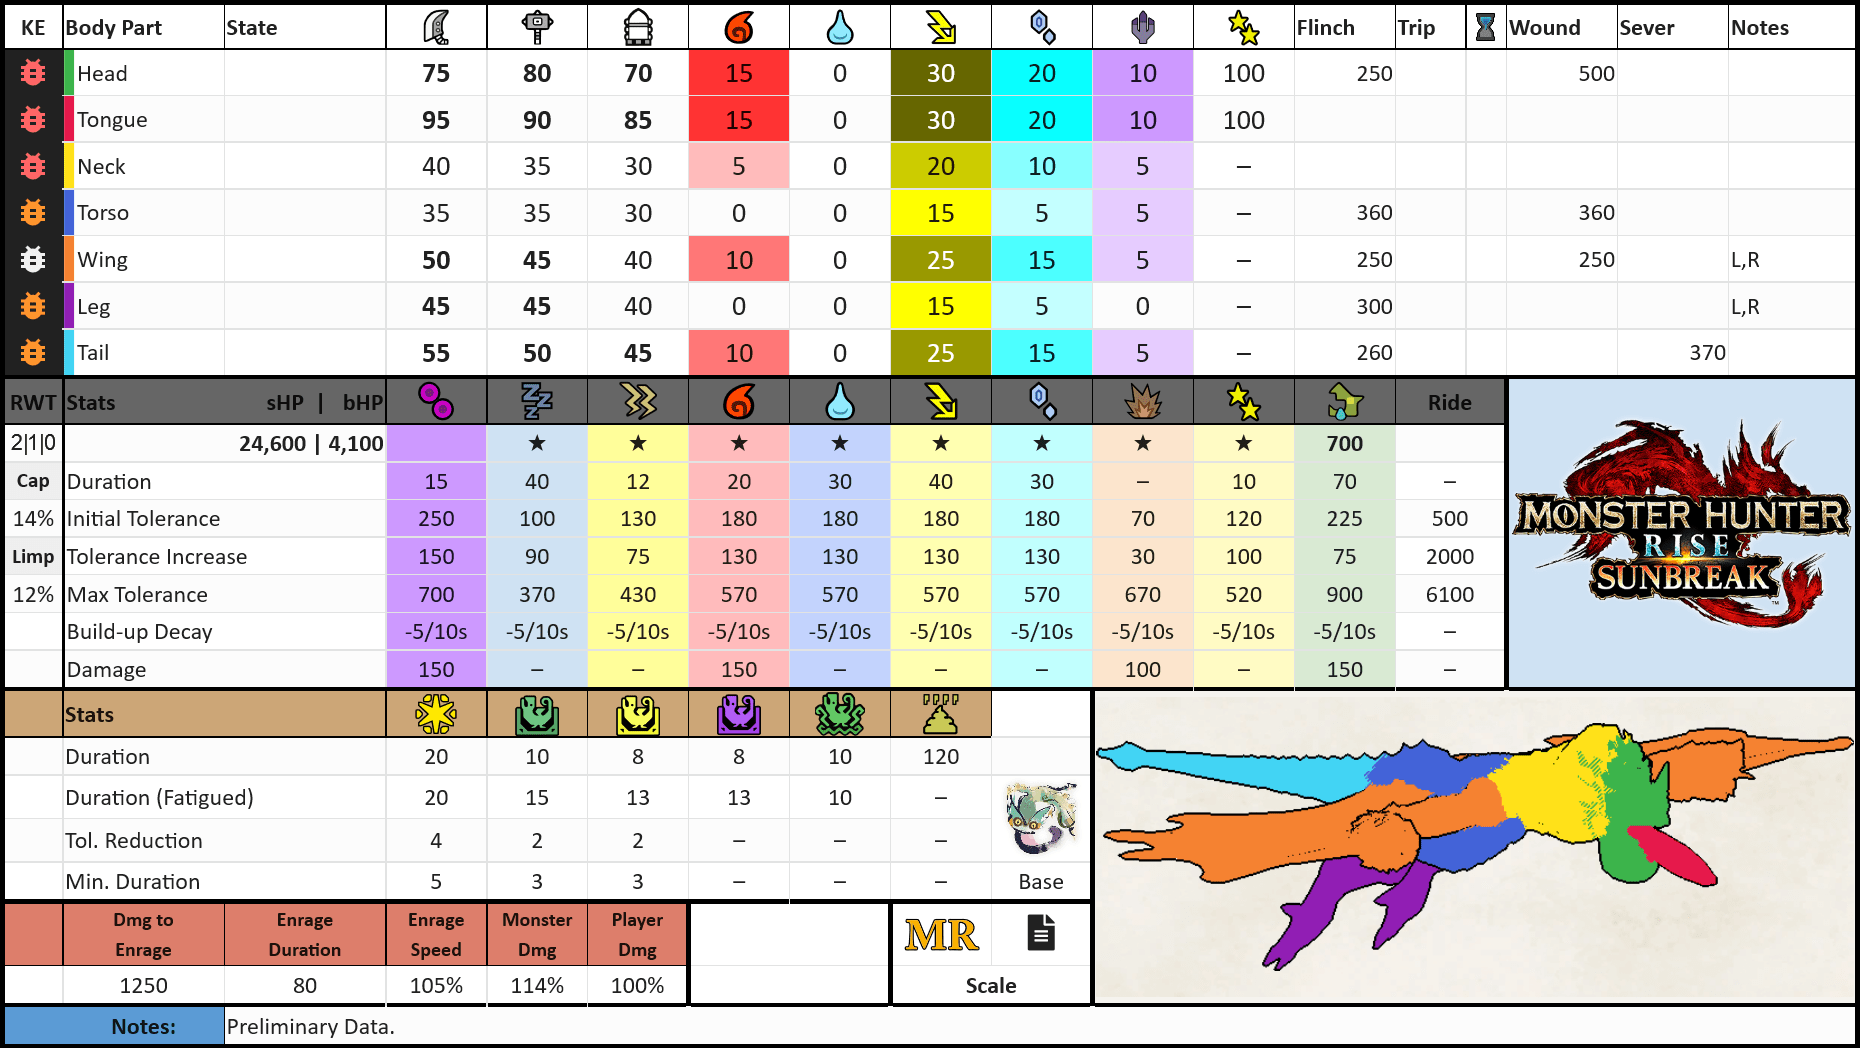 KE Body Part State Flinch Trip Wound Sever Notes
Head 75 80 70 15 0 30 20 10 100 250 500
Tongue 95 90 85 15 0 30 20 10 100
Neck 40 35 30 5 0 20 10 5 –
Torso 35 35 30 0 0 15 5 5 – 360 360
Wing 50 45 40 10 0 25 15 5 – 250 250 L,R
Leg 45 45 40 0 0 15 5 0 – 300 L,R
Tail 55 50 45 10 0 25 15 5 – 260 370
RWT Stats sHP | bHP Ride
2|1|0 24,600 | 4,100 ★ ★ ★ ★ ★ ★ ★ ★ 700
Cap Duration 15 40 12 20 30 40 30 – 10 70 –
14% Initial Tolerance 250 100 130 180 180 180 180 70 120 225 500
Limp Tolerance Increase 150 90 75 130 130 130 130 30 100 75 2000
12% Max Tolerance 700 370 430 570 570 570 570 670 520 900 6100
Build-up Decay -5/10s -5/10s -5/10s -5/10s -5/10s -5/10s -5/10s -5/10s -5/10s -5/10s –
Damage 150 – – 150 – – – 100 – 150 –
MONSTER HUNTER
RISE
SUNBREAK
™
Stats
Duration 20 10 8 8 10 120
Duration (Fatigued) 20 15 13 13 10 –
Tol. Reduction 4 2 2 – – –
Min. Duration 5 3 3 – – – Base
Dmg to Enrage Enrage Duration Enrage Speed Monster Dmg Player Dmg MR
1250 80 105% 114% 100% Scale
Notes: Preliminary Data.